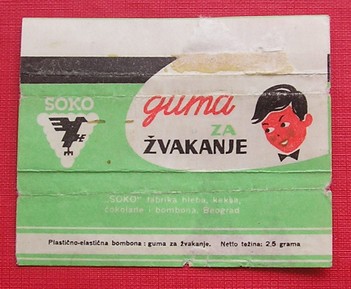 SOKO
guma
ZA
ŽVAKANJE
„SOKO" fabrika hleba, keksa,
čokolade i bombona, Beograd
Plastično-elastična bombona : guma za žvakanje. Netto težina: 2,5 grama